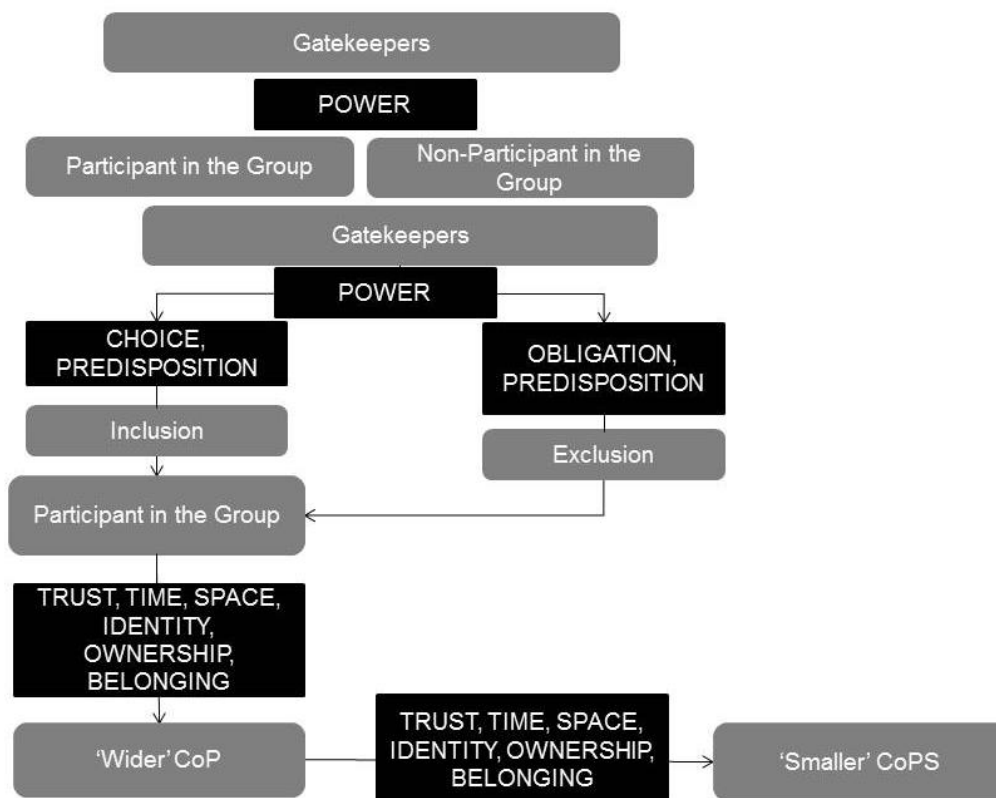 Gatekeepers
POWER
Participant in the Group
Non-Participant in the
Group
Gatekeepers
POWER
CHOICE,
PREDISPOSITION
OBLIGATION,
PREDISPOSITION
Inclusion
Exclusion
Participant in the Group
TRUST, TIME, SPACE,
IDENTITY,
OWNERSHIP,
BELONGING
‘Wider’ CoP
TRUST, TIME, SPACE,
IDENTITY, OWNERSHIP,
BELONGING
‘Smaller’ CoPS